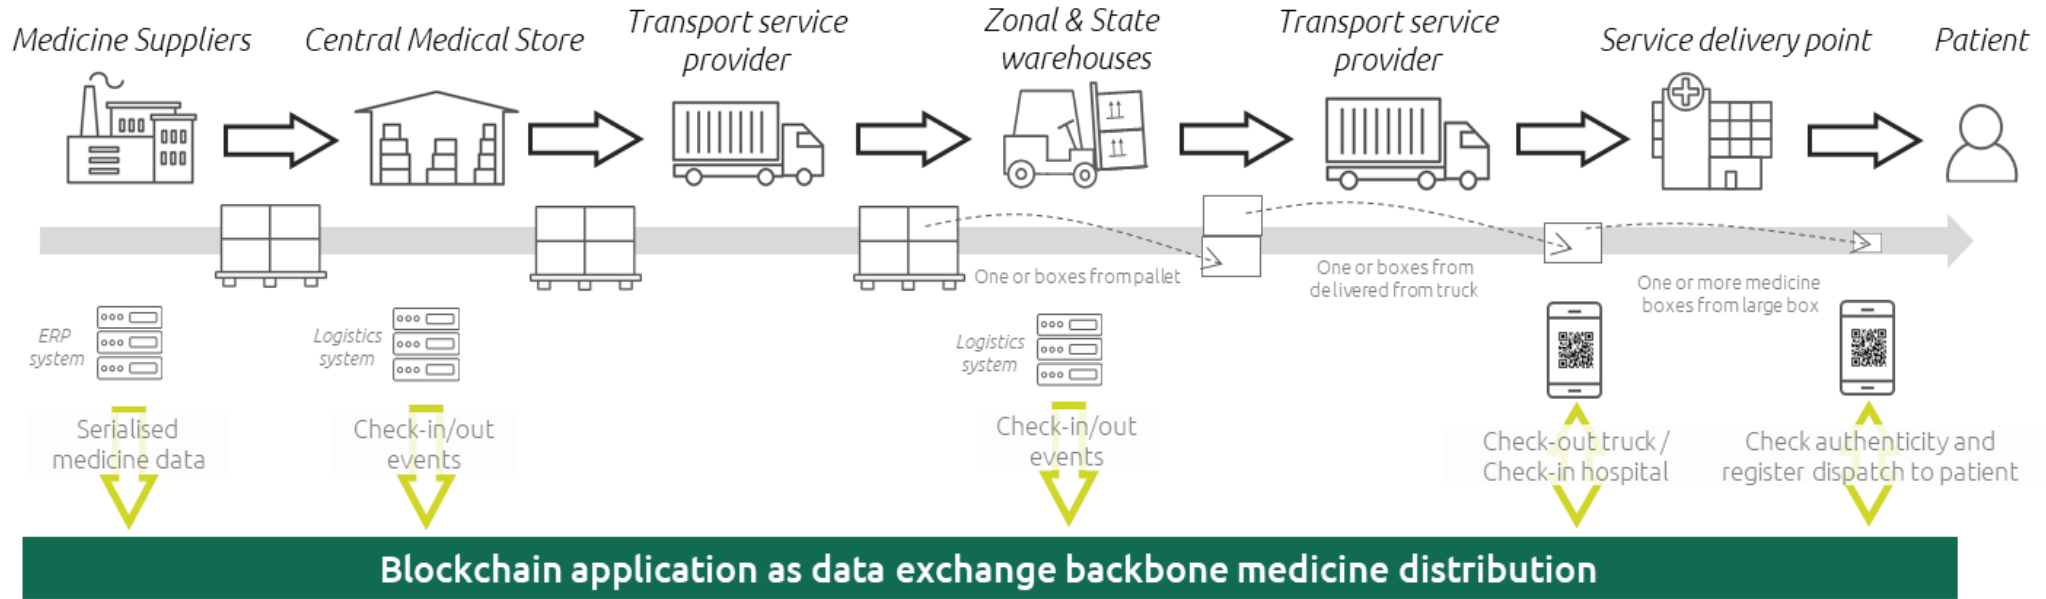 Medicine Suppliers
Central Medical Store
Transport service
provider
Zonal & State
warehouses
Transport service
provider
Service delivery point
Patient
One or boxes from pallet
One or boxes from
delivered from truck
One or more medicine
boxes from large box
ERP
system
Logistics
system
Logistics
system
Serialised
medicine data
Check-in/out
events
Check-in/out
events
Check-out truck /
Check-in hospital
Check authenticity and
register dispatch to patient
Blockchain application as data exchange backbone medicine distribution